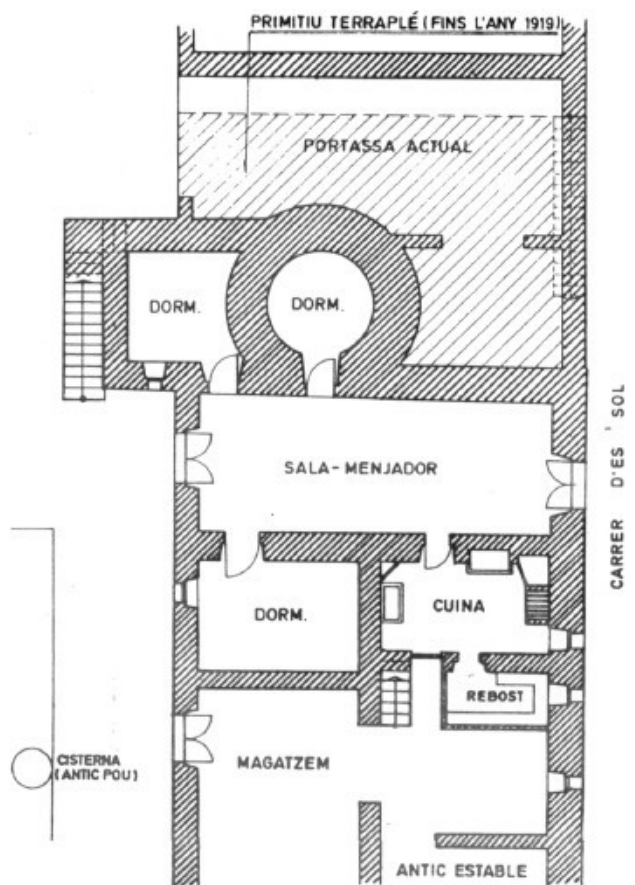 PRIMITIU TERRAPLÉ (FINS L'ANY 1919)
PORTASSA ACTUAL
DORM.
DORM.
SALA-MENJADOR
CARRER D'ES SOL
CUINA
DORM.
REBOST
CISTERNA
(ANTIC POU)
MAGATZEM
ANTIC ESTABLE